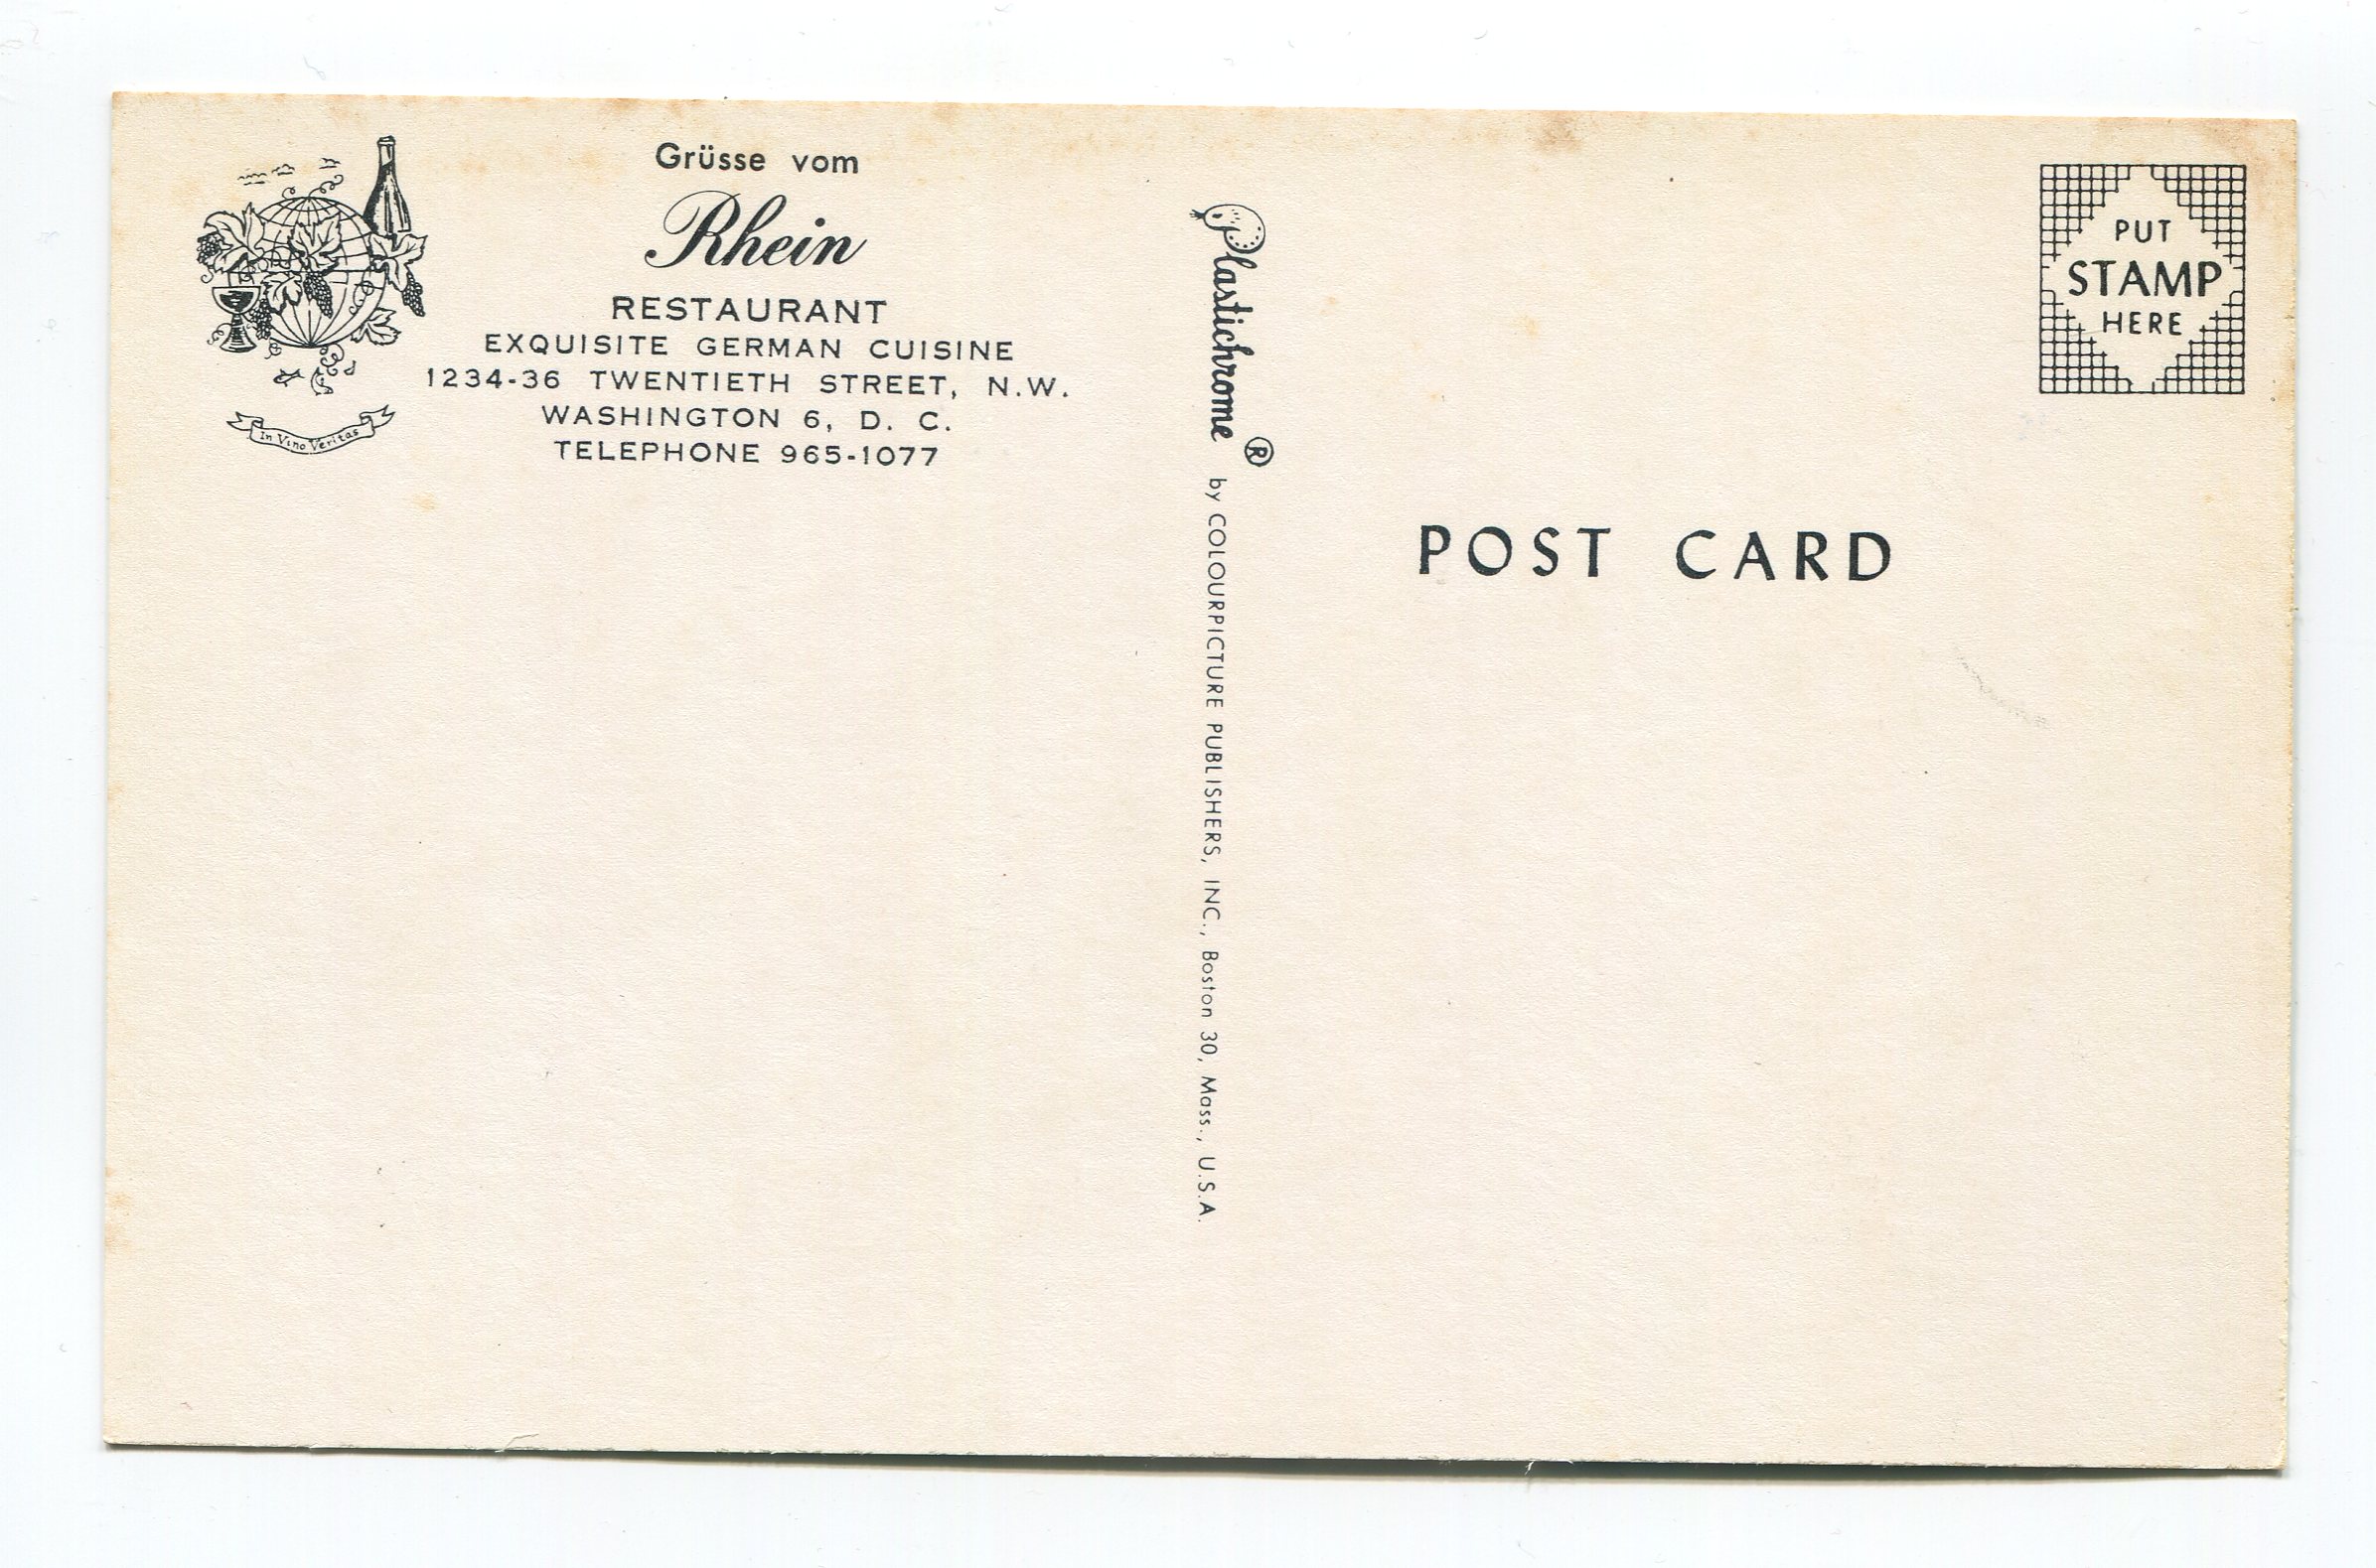 Grüsse vom
Rhein
RESTAURANT
EXQUISITE GERMAN CUISINE
1234-36 TWENTIETH STREET, N.W.
WASHINGTON 6, D. C.
TELEPHONE 965-1077
In Vino Veritas
Plastichrome ® by COLOURPICTURE PUBLISHERS, INC., Boston 30, Mass., U.S.A.
PUT
STAMP
HERE
POST CARD